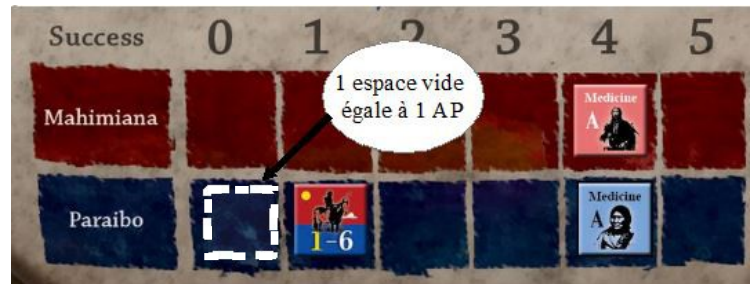 Success 0 1 2 3 4 5
1 espace vide
égale à 1 AP
Mahimiana
Medicine
A
Paraibo
1-6
Medicine
A